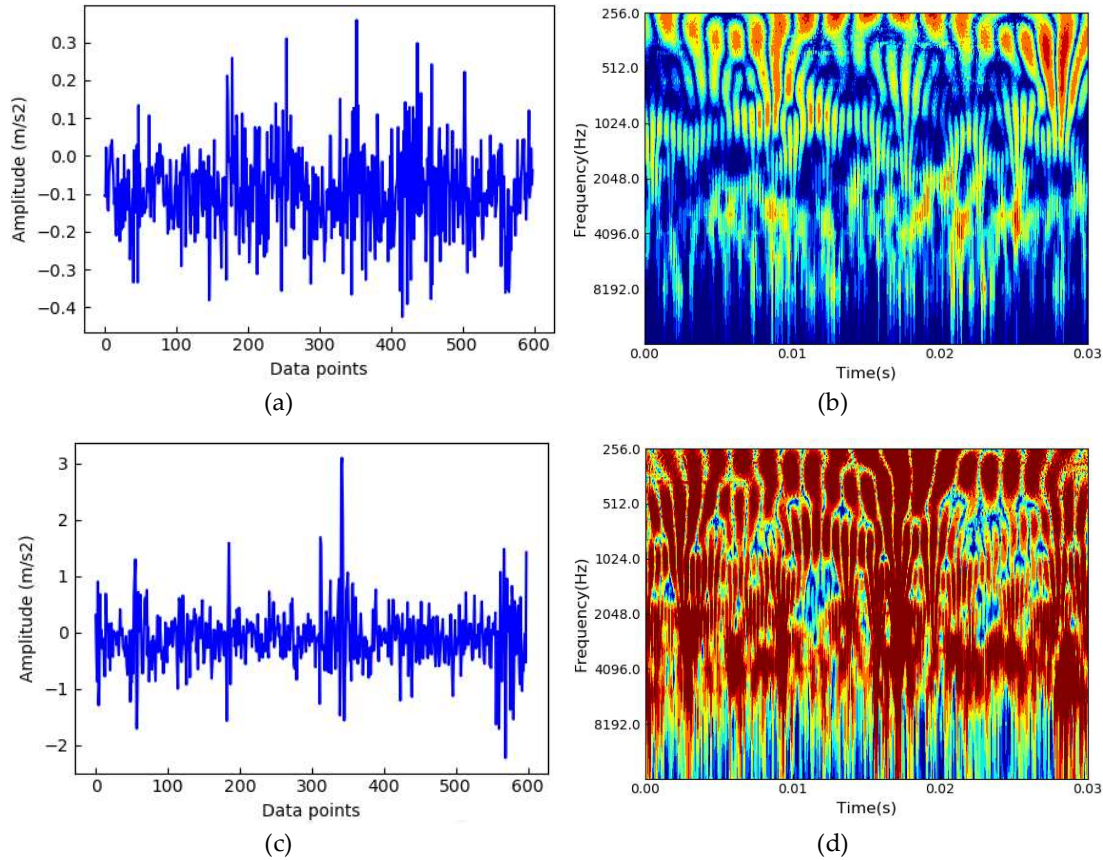 0.3
0.2
0.1
0.0
−0.1
−0.2
−0.3
−0.4
Amplitude (m/s2)
0 100 200 300 400 500 600
Data points
(a)
256.0
512.0
1024.0
2048.0
4096.0
8192.0
Frequency(Hz)
0.00 0.01 0.02 0.03
Time(s)
(b)
3
2
1
0
−1
−2
Amplitude (m/s2)
0 100 200 300 400 500 600
Data points
(c)
256.0
512.0
1024.0
2048.0
4096.0
8192.0
Frequency(Hz)
0.00 0.01 0.02 0.03
Time(s)
(d)